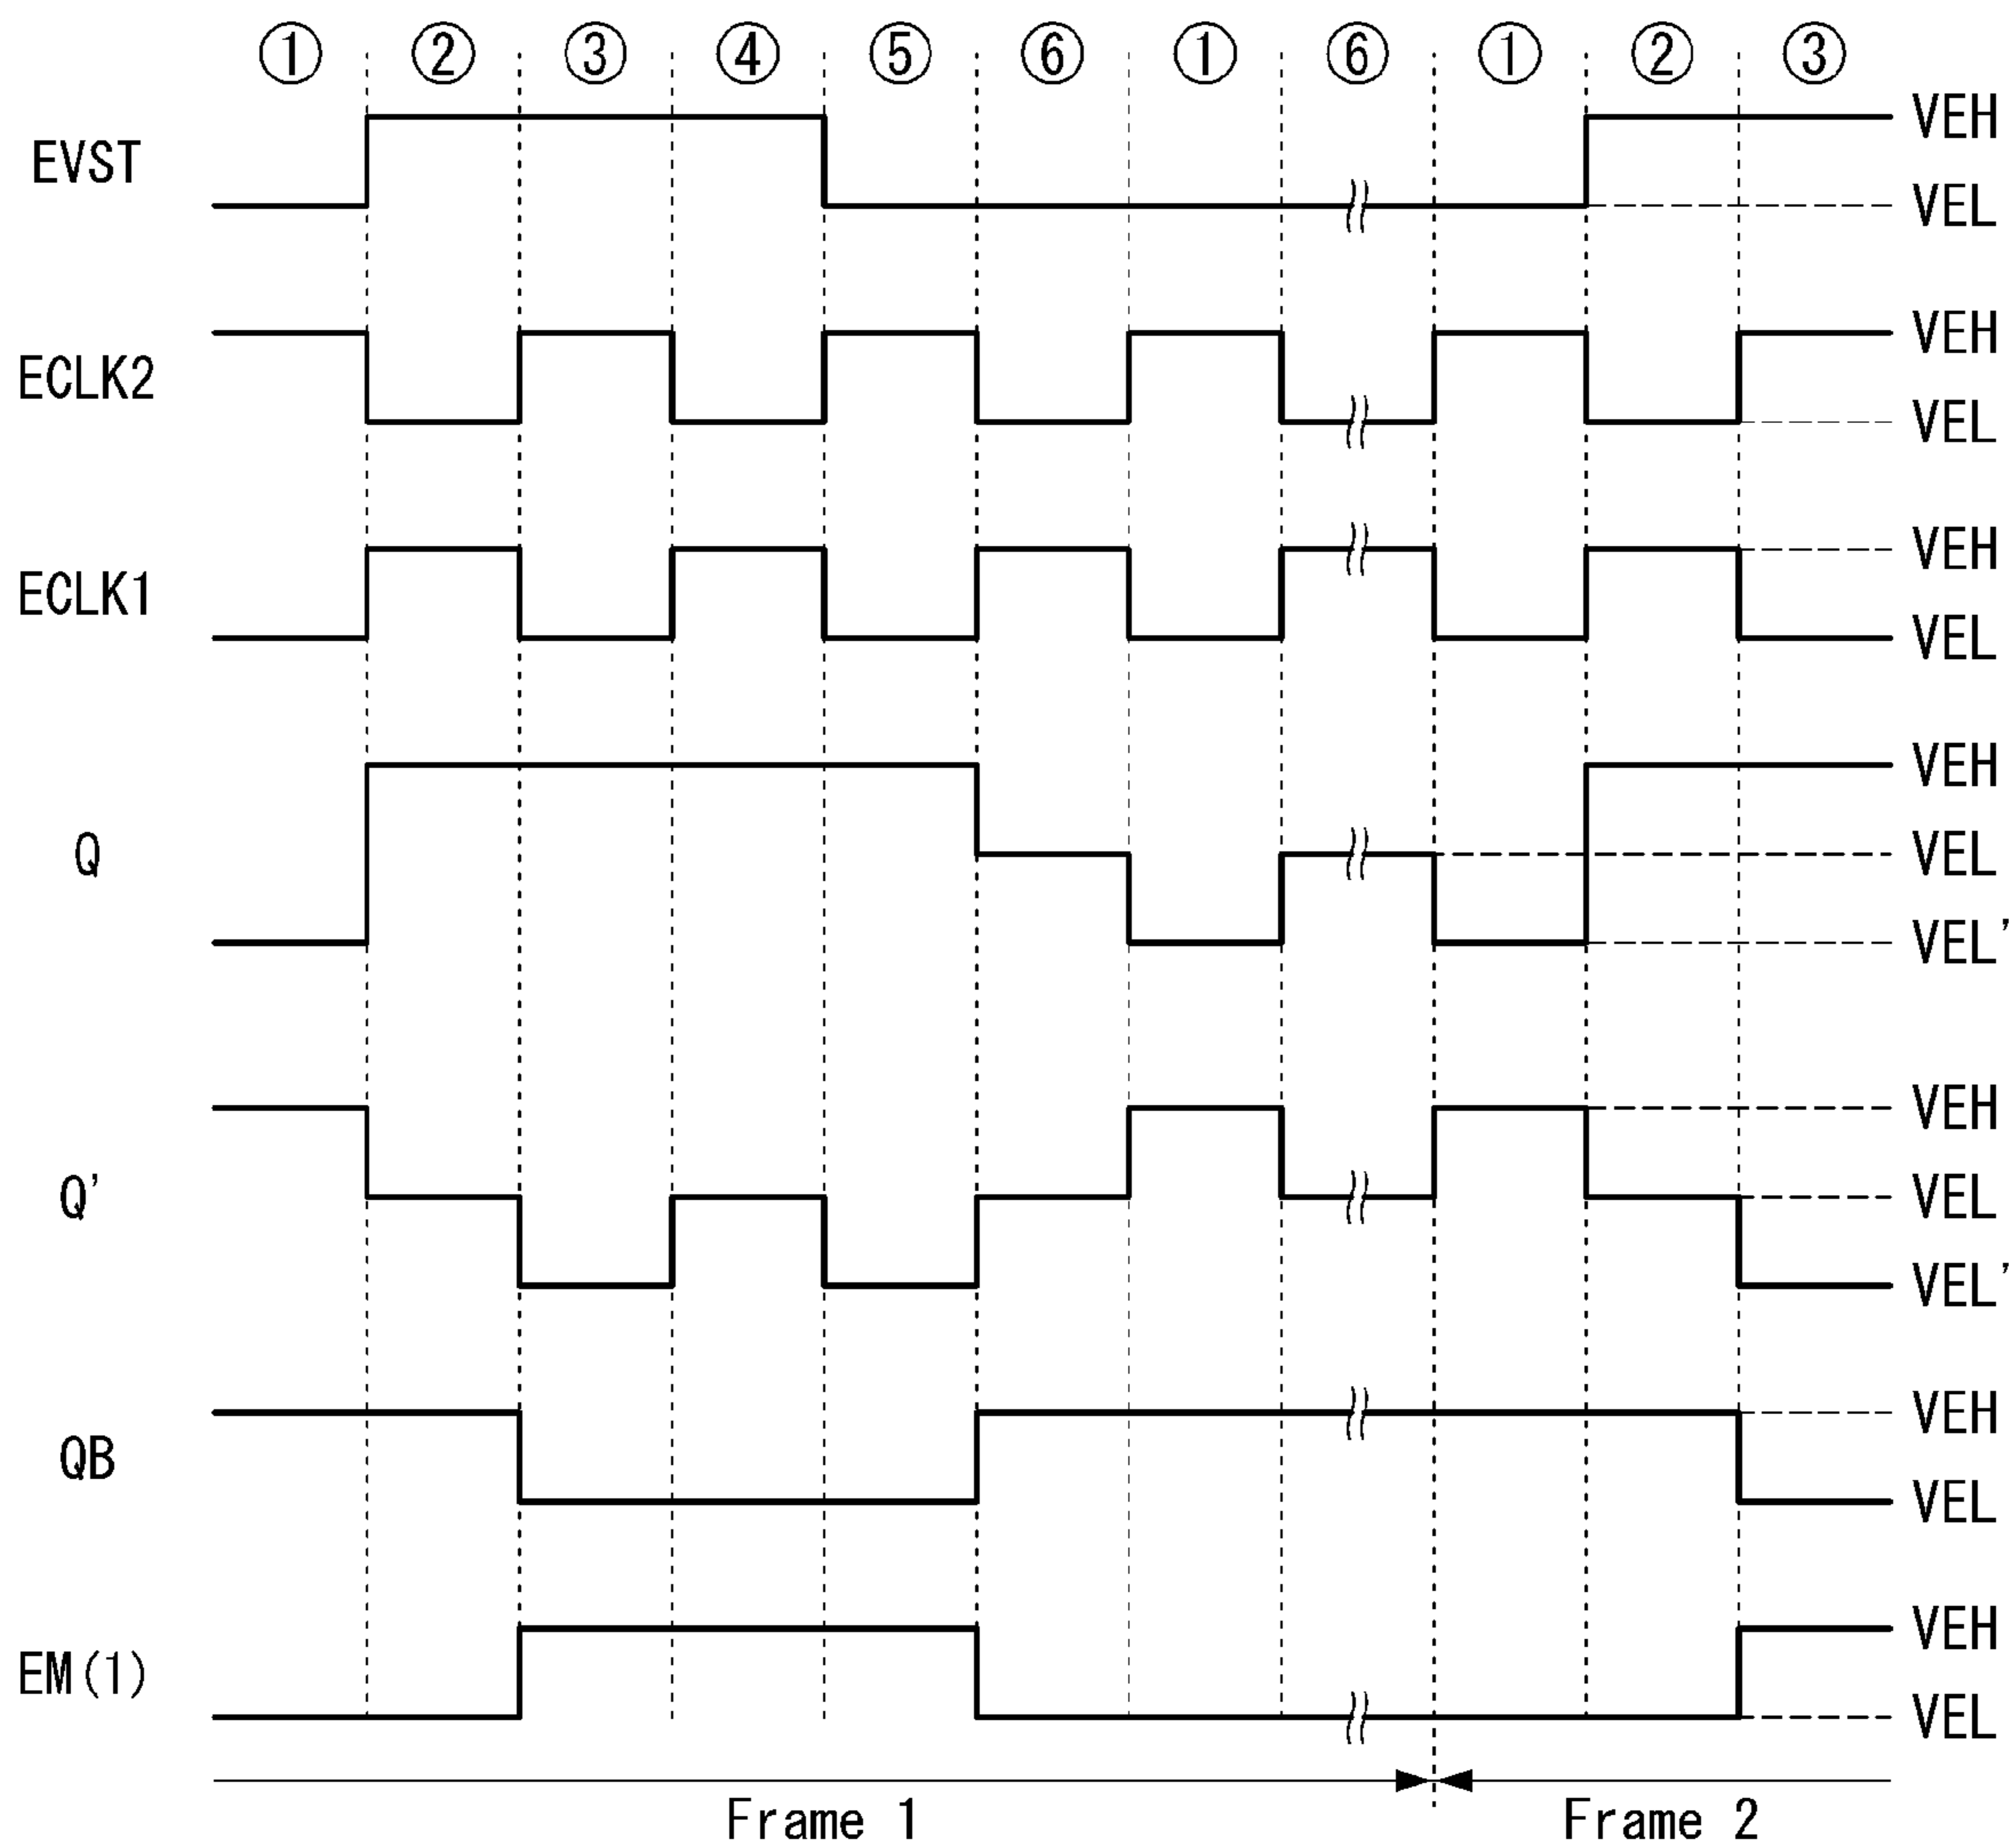 ① ② ③ ④ ⑤ ⑥ ① ⑥ ① ② ③
EVST VEH
VEL
ECLK2 VEH
VEL
ECLK1 VEH
VEL
Q VEH
VEL
VEL'
Q' VEH
VEL
VEL'
QB VEH
VEL
EM(1) VEH
VEL
Frame 1 Frame 2